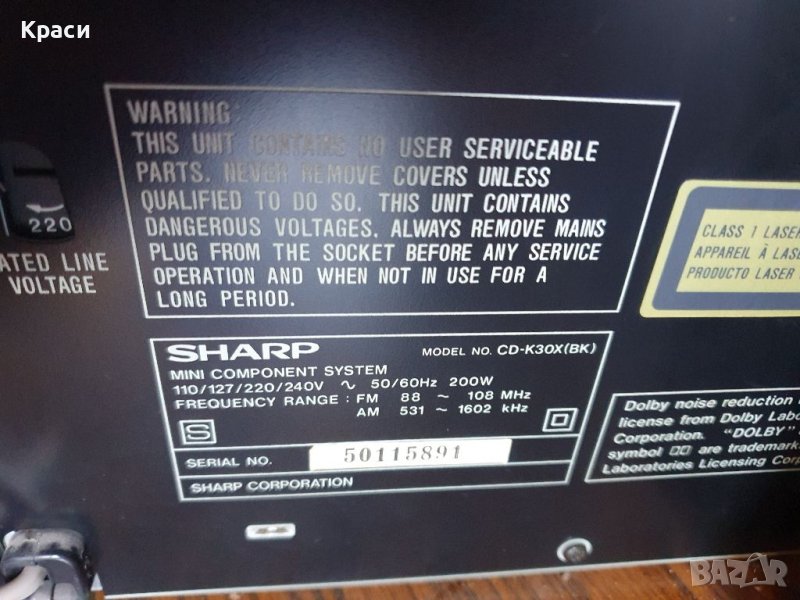 Краси
WARNING:
THIS UNIT CONTAINS NO USER SERVICEABLE
PARTS. NEVER REMOVE COVERS UNLESS
QUALIFIED TO DO SO. THIS UNIT CONTAINS
DANGEROUS VOLTAGES. ALWAYS REMOVE MAINS
PLUG FROM THE SOCKET BEFORE ANY SERVICE
OPERATION AND WHEN NOT IN USE FOR A
LONG PERIOD.
220
ATED LINE
VOLTAGE
CLASS 1 LASER
APPAREIL À LASE
PRODUCTO LASER
SHARP
MODEL NO. CD-K30X(BK)
MINI COMPONENT SYSTEM
110/127/220/240V ~ 50/60Hz 200W
FREQUENCY RANGE : FM 88 ~ 108 MHz
AM 531 ~ 1602 kHz
S
SERIAL NO. 50115891
SHARP CORPORATION
Dolby noise reduction
license from Dolby Labo
Corporation. "DOLBY"
symbol are trademark
Laboratories Licensing Corp
BAZAR